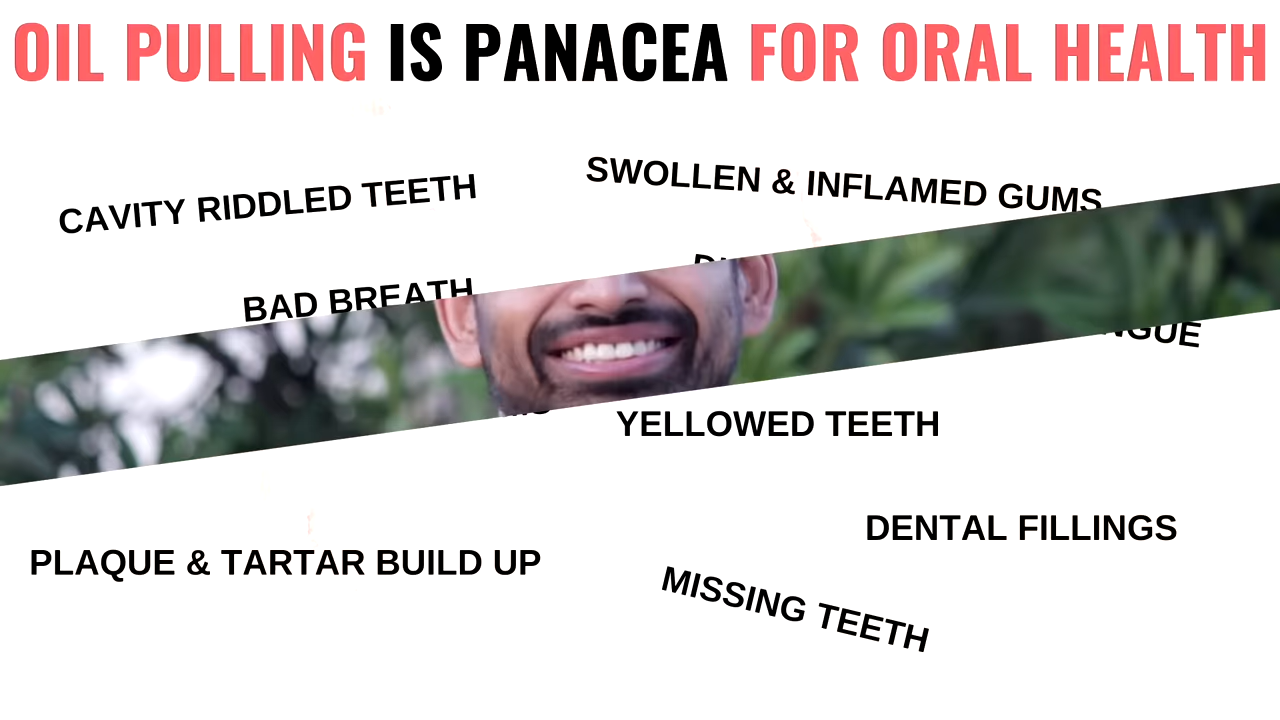 OIL PULLING IS PANACEA FOR ORAL HEALTH
CAVITY RIDDLED TEETH
SWOLLEN & INFLAMED GUMS
BAD BREATH
YELLOWED TEETH
DENTAL FILLINGS
PLAQUE & TARTAR BUILD UP
MISSING TEETH